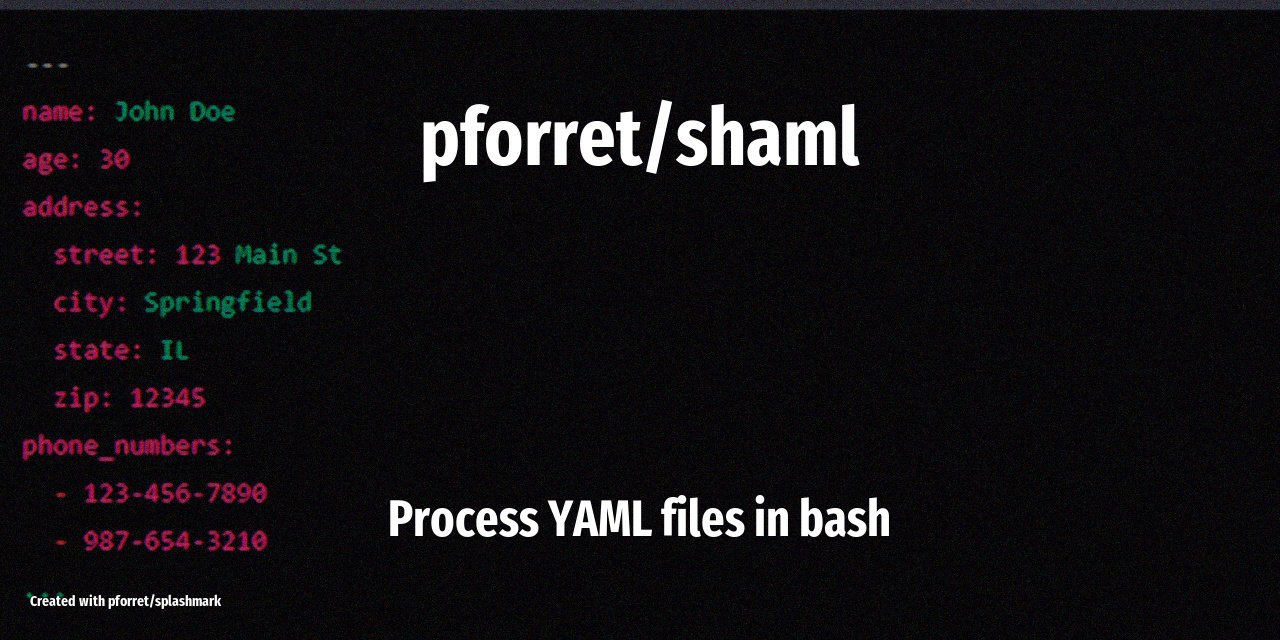 ---
name: John Doe
age: 30
address:
  street: 123 Main St
  city: Springfield
  state: IL
  zip: 12345
phone_numbers:
  - 123-456-7890
  - 987-654-3210
...
pforret/shaml
Process YAML files in bash
Created with pforret/splashmark